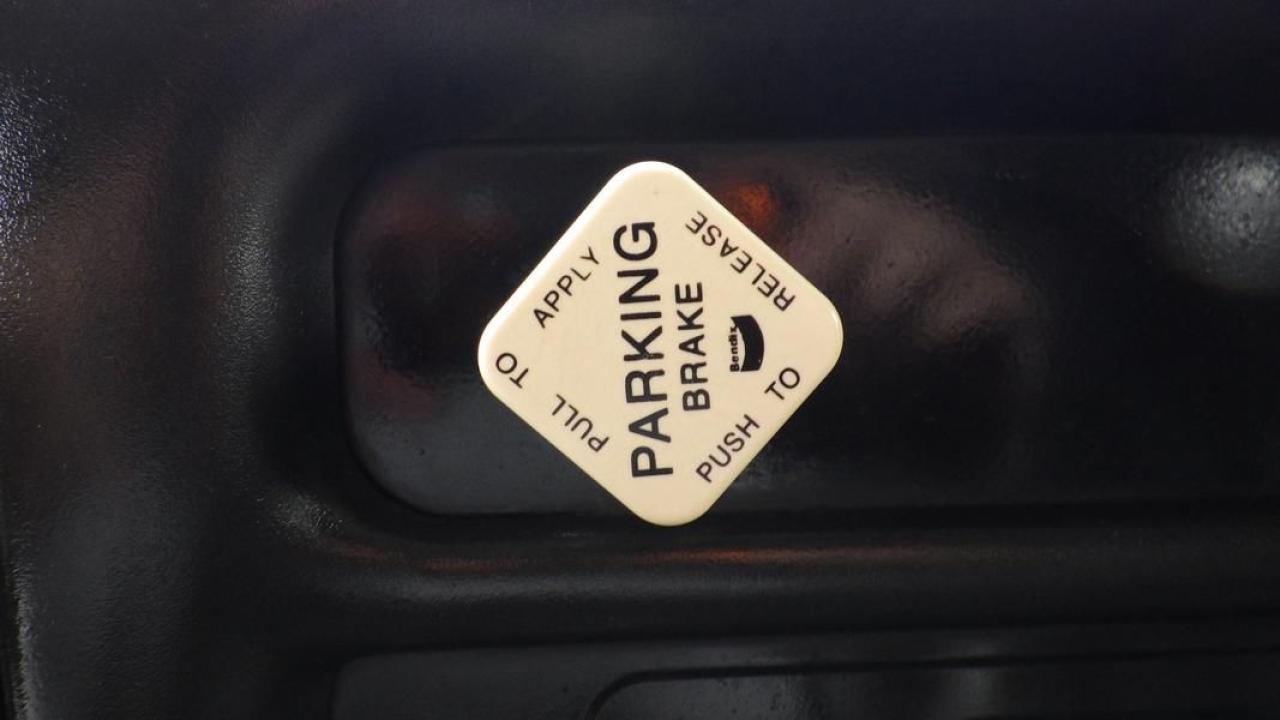 PULL TO APPLY
PARKING
BRAKE
Bendix
PUSH TO RELEASE